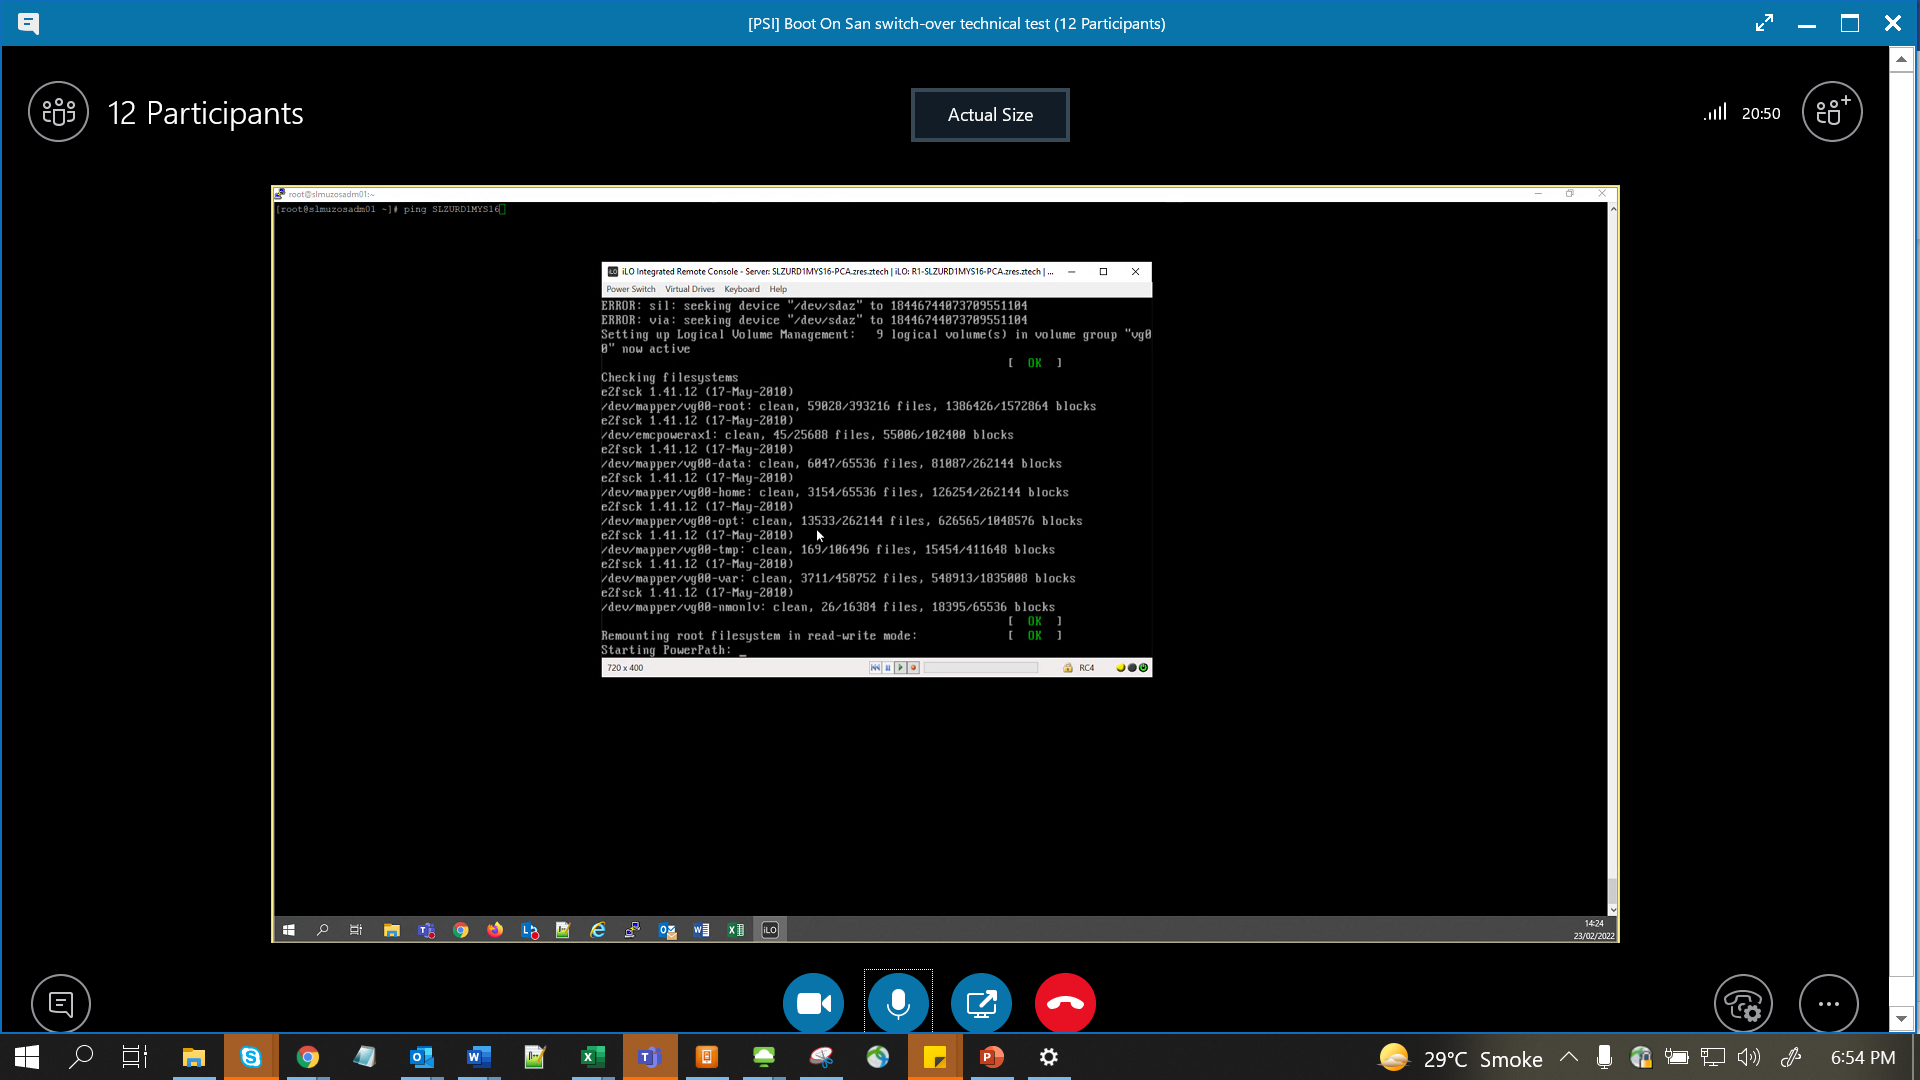 [PSI] Boot On San switch-over technical test (12 Participants)
12 Participants
Actual Size
20:50
root@slmuzosadm01:~
[root@slmuzosadm01 ~]# ping SLZURD1MYS16
iLO Integrated Remote Console - Server: SLZURD1MYS16-PCA.zres.ztech | iLO: R1-SLZURD1MYS16-PCA.zres.ztech | ...
Power Switch Virtual Drives Keyboard Help
ERROR: sil: seeking device "/dev/sdaz" to 18446744073709551104
ERROR: via: seeking device "/dev/sdaz" to 18446744073709551104
Setting up Logical Volume Management:   9 logical volume(s) in volume group "vg0
0" now active
[  OK  ]
Checking filesystems
e2fsck 1.41.12 (17-May-2010)
/dev/mapper/vg00-root: clean, 59028/393216 files, 1386426/1572864 blocks
e2fsck 1.41.12 (17-May-2010)
/dev/emcpowerax1: clean, 45/25688 files, 55006/102400 blocks
e2fsck 1.41.12 (17-May-2010)
/dev/mapper/vg00-data: clean, 6047/65536 files, 81087/262144 blocks
e2fsck 1.41.12 (17-May-2010)
/dev/mapper/vg00-home: clean, 3154/65536 files, 126254/262144 blocks
e2fsck 1.41.12 (17-May-2010)
/dev/mapper/vg00-opt: clean, 13533/262144 files, 626565/1048576 blocks
e2fsck 1.41.12 (17-May-2010)
/dev/mapper/vg00-tmp: clean, 169/106496 files, 15454/411648 blocks
e2fsck 1.41.12 (17-May-2010)
/dev/mapper/vg00-var: clean, 3711/458752 files, 548913/1835008 blocks
e2fsck 1.41.12 (17-May-2010)
/dev/mapper/vg00-nmonlv: clean, 26/16384 files, 18395/65536 blocks
[  OK  ]
Remounting root filesystem in read-write mode: [  OK  ]
Starting PowerPath: _
720 x 400 RC4
iLO
14:24
23/02/2022
29°C Smoke
6:54 PM